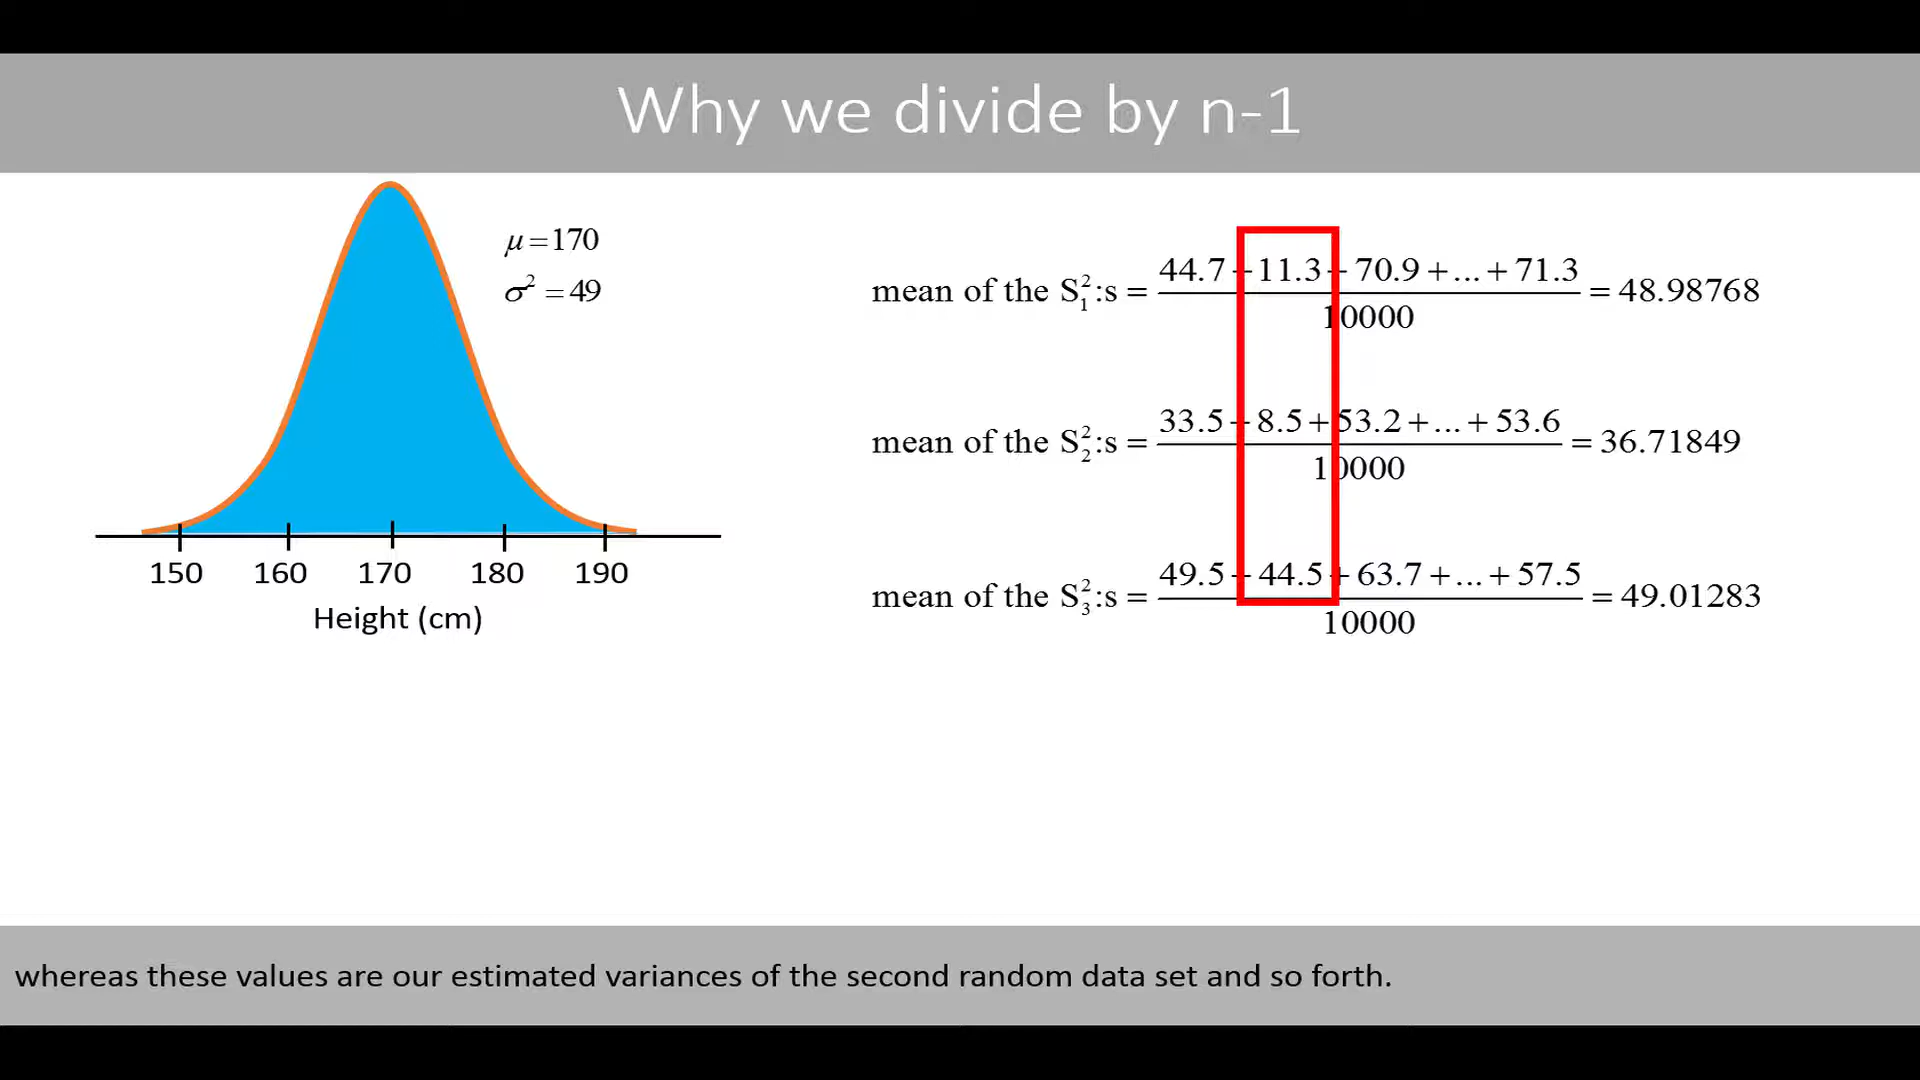 Why we divide by n-1
μ = 170
σ² = 49
150 160 170 180 190
Height (cm)
mean of the S₁²:s = (44.7 + 11.3 + 70.9 + ... + 71.3) / 10000 = 48.98768
mean of the S₂²:s = (33.5 + 8.5 + 53.2 + ... + 53.6) / 10000 = 36.71849
mean of the S₃²:s = (49.5 + 44.5 + 63.7 + ... + 57.5) / 10000 = 49.01283
whereas these values are our estimated variances of the second random data set and so forth.